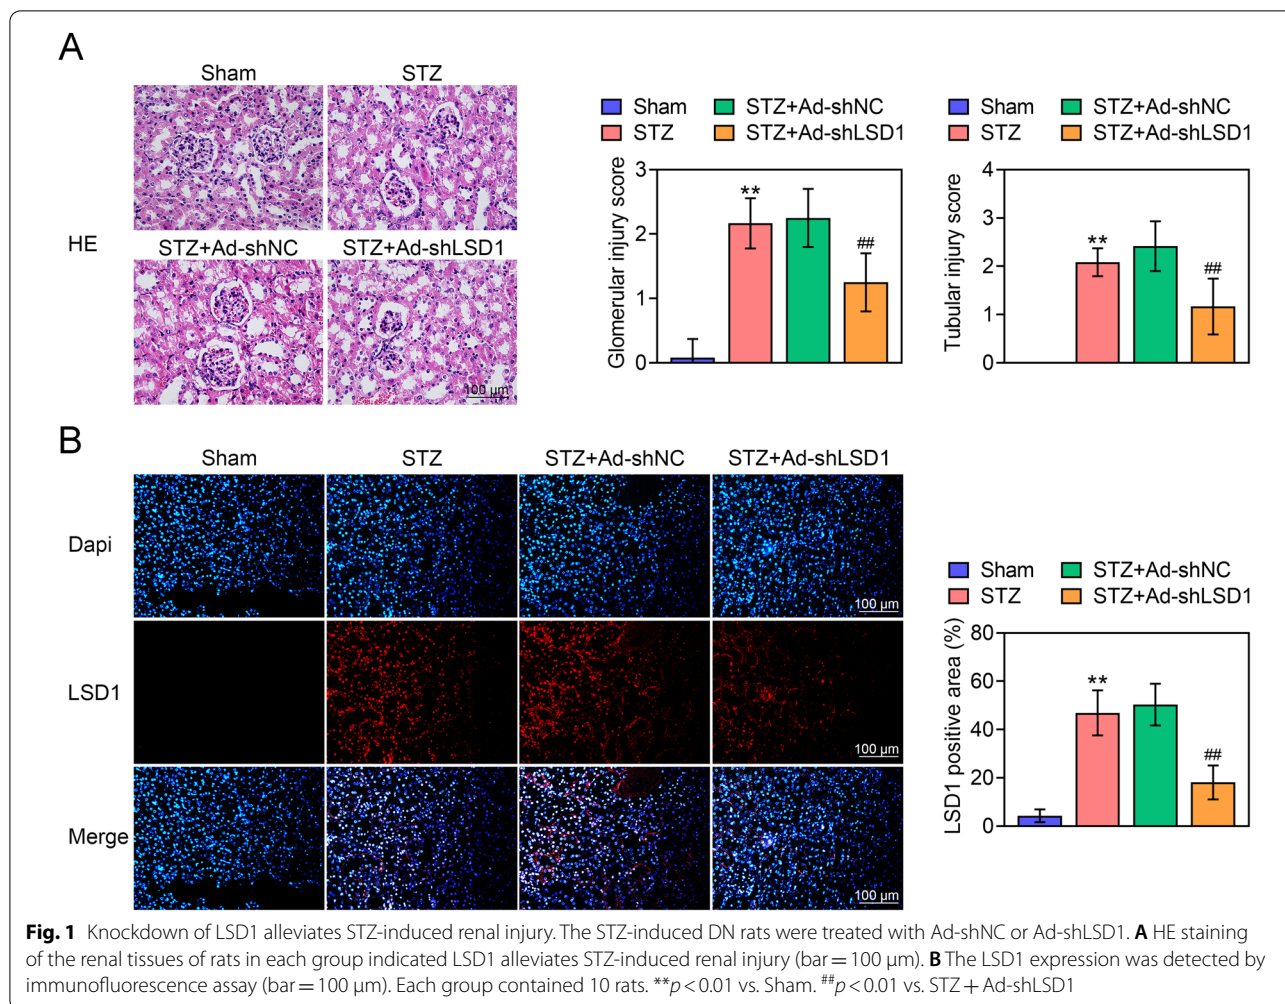 A
Sham STZ
HE
STZ+Ad-shNC STZ+Ad-shLSD1
100 µm
Sham STZ+Ad-shNC
STZ STZ+Ad-shLSD1
Glomerular injury score
3
2
1
0
**
##
Sham STZ+Ad-shNC
STZ STZ+Ad-shLSD1
Tubular injury score
4
3
2
1
0
**
##
B
Sham STZ STZ+Ad-shNC STZ+Ad-shLSD1
Dapi
100 µm
LSD1
100 µm
Merge
100 µm
Sham STZ+Ad-shNC
STZ STZ+Ad-shLSD1
LSD1 positive area (%)
80
60
40
20
0
**
##
Fig. 1 Knockdown of LSD1 alleviates STZ-induced renal injury. The STZ-induced DN rats were treated with Ad-shNC or Ad-shLSD1. A HE staining
of the renal tissues of rats in each group indicated LSD1 alleviates STZ-induced renal injury (bar = 100 µm). B The LSD1 expression was detected by
immunofluorescence assay (bar = 100 µm). Each group contained 10 rats. **p < 0.01 vs. Sham. ##p < 0.01 vs. STZ + Ad-shLSD1